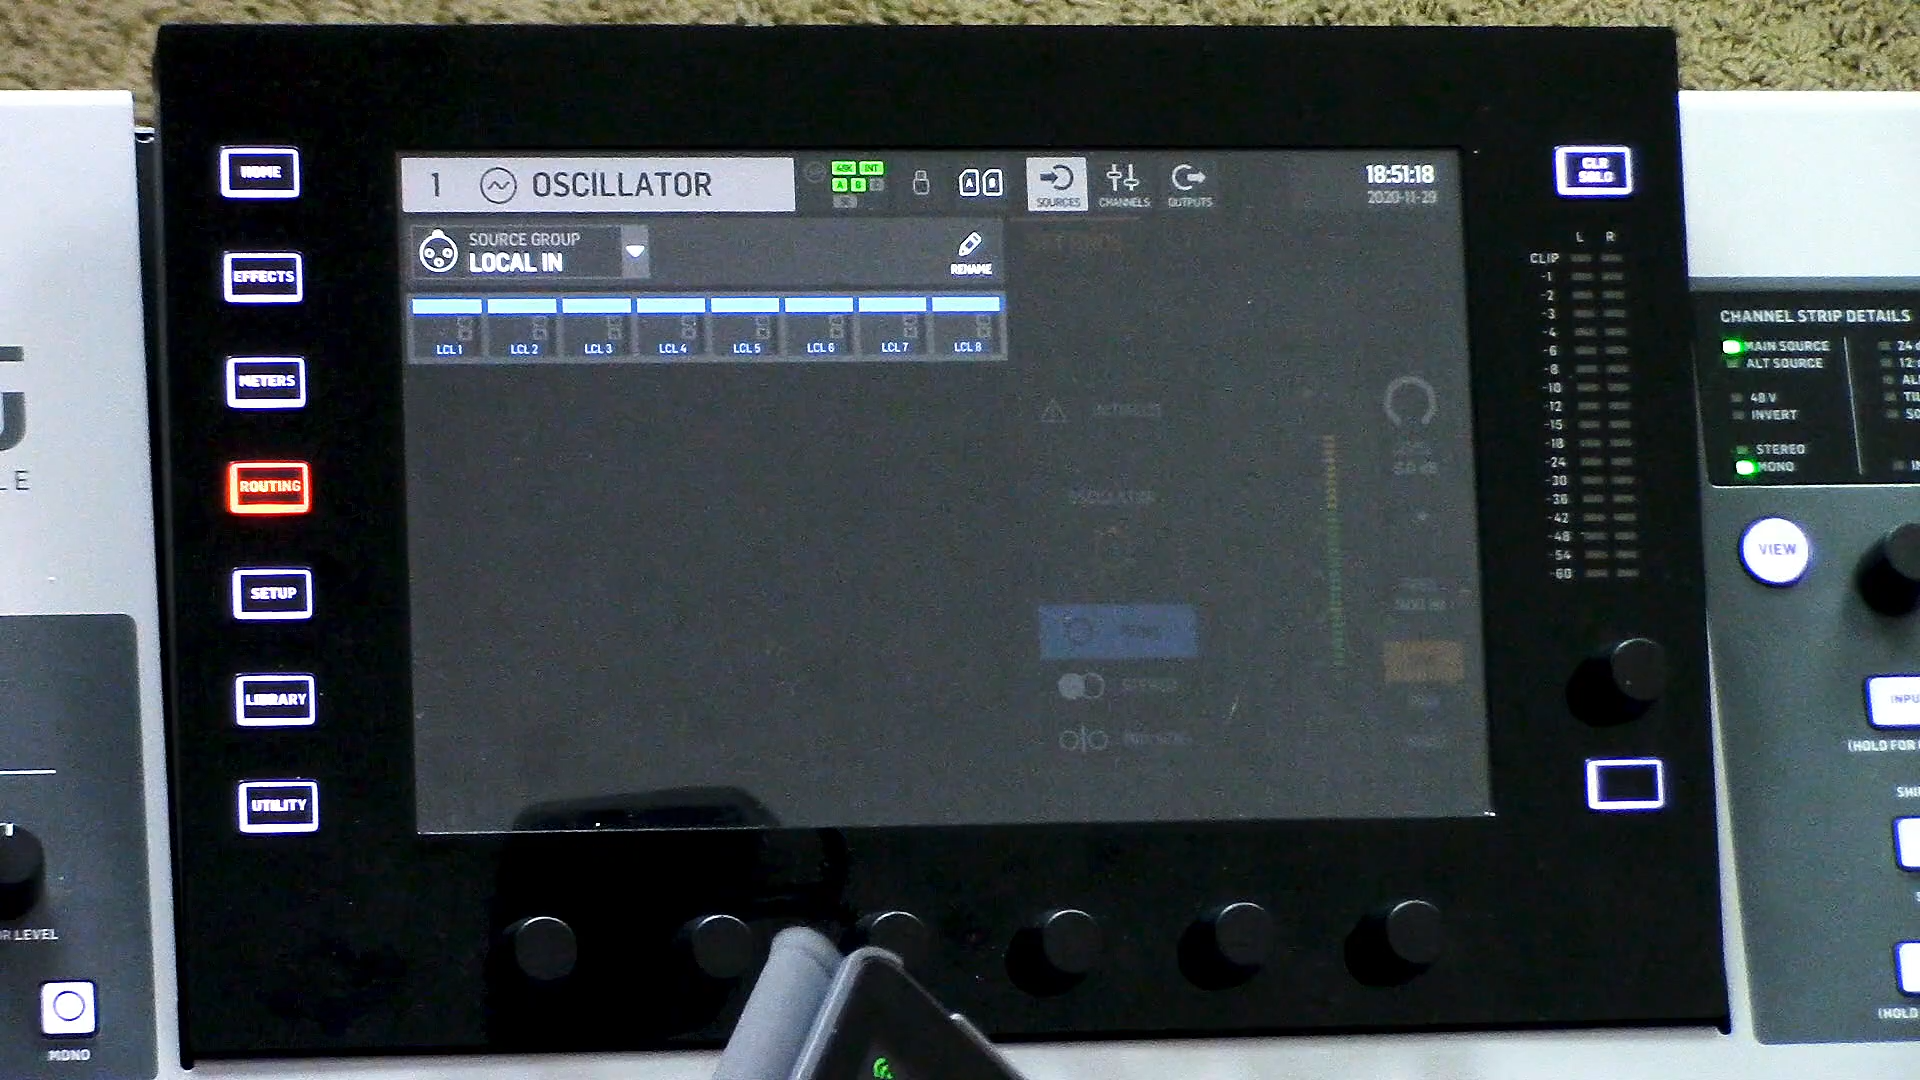 HOME
EFFECTS
METERS
ROUTING
SETUP
LIBRARY
UTILITY
1 OSCILLATOR
48K INT
A B
A B
SOURCES
CHANNELS
OUTPUTS
18:51:18
2020-11-29
SOURCE GROUP
LOCAL IN
RENAME
LCL 1 LCL 2 LCL 3 LCL 4 LCL 5 LCL 6 LCL 7 LCL 8
OSCILLATOR
CLR
SOLO
L R
CLIP
-1
-2
-3
-4
-6
-8
-10
-12
-15
-18
-24
-30
-36
-42
-48
-54
-60
CHANNEL STRIP DETAILS
MAIN SOURCE
ALT SOURCE
48 V
INVERT
STEREO
MONO
VIEW
LEVEL
MONO